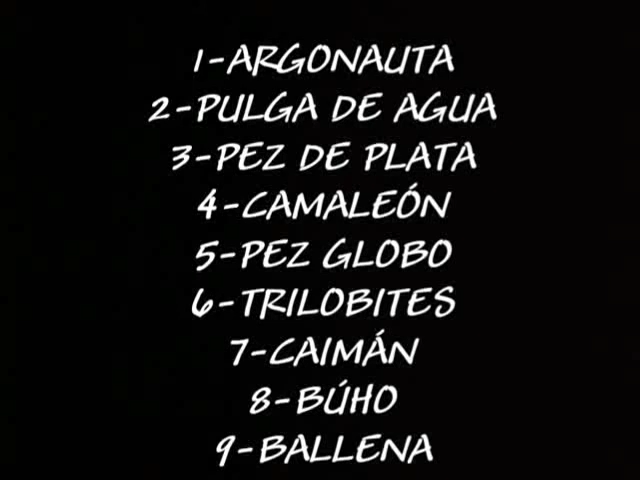 1-ARGONAUTA
2-PULGA DE AGUA
3-PEZ DE PLATA
4-CAMALEÓN
5-PEZ GLOBO
6-TRILOBITES
7-CAIMÁN
8-BÚHO
9-BALLENA